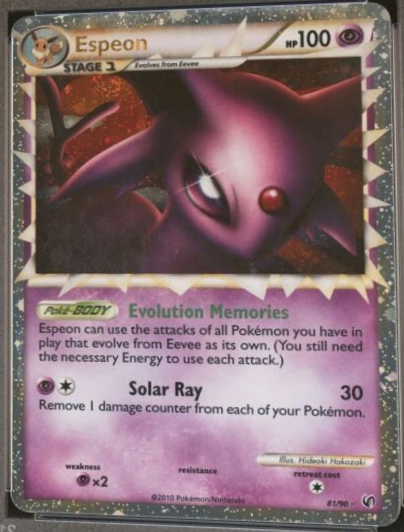 Espeon
HP100
STAGE 1
Evolves from Eevee
Poké-BODY Evolution Memories
Espeon can use the attacks of all Pokémon you have in
play that evolve from Eevee as its own. (You still need
the necessary Energy to use each attack.)
Solar Ray 30
Remove 1 damage counter from each of your Pokémon.
Illus. Hideaki Hakozaki
weakness resistance retreat cost
×2
©2010 Pokémon/Nintendo
81/90